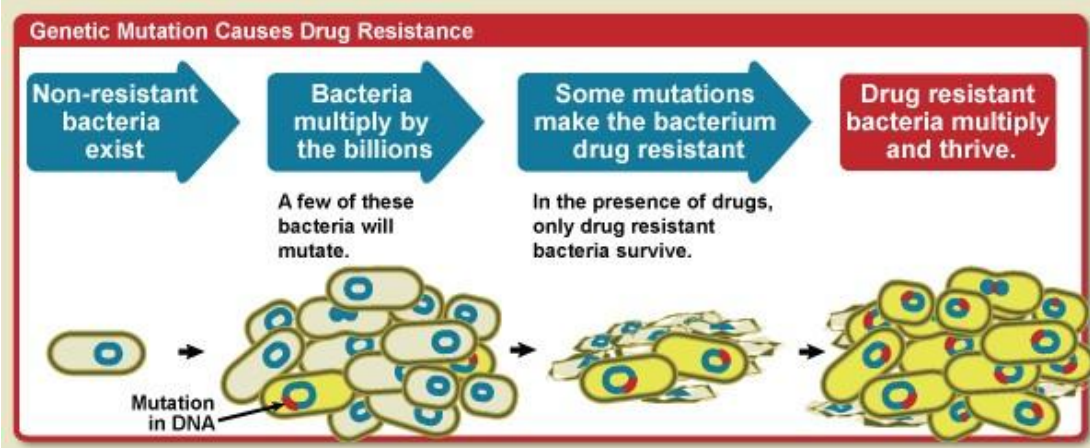 Genetic Mutation Causes Drug Resistance
Non-resistant
bacteria
exist
Bacteria
multiply by
the billions
Some mutations
make the bacterium
drug resistant
Drug resistant
bacteria multiply
and thrive.
A few of these
bacteria will
mutate.
In the presence of drugs,
only drug resistant
bacteria survive.
Mutation
in DNA